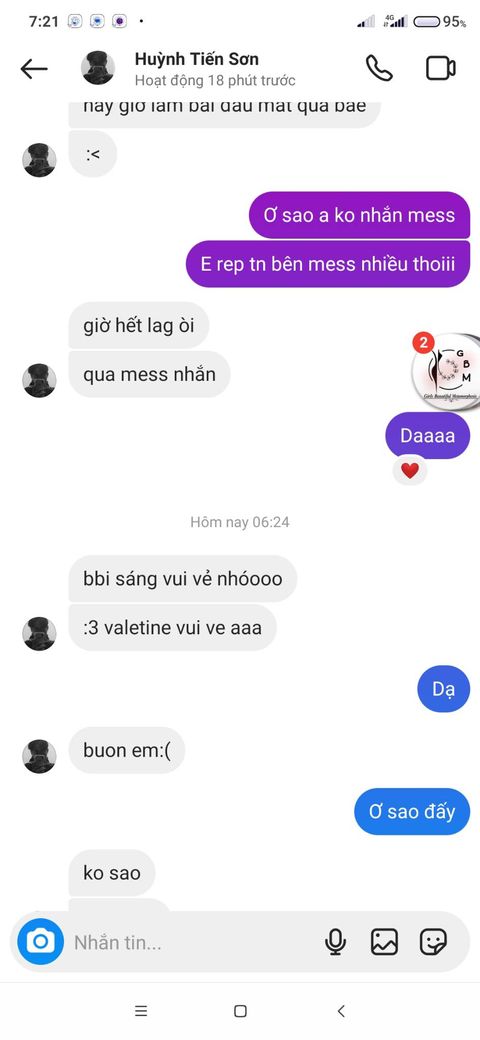 7:21
4G
95%
Huỳnh Tiến Sơn
Hoạt động 18 phút trước
nãy giờ làm bài đau mắt quá bae
:<
Ơ sao a ko nhắn mess
E rep tn bên mess nhiều thoiii
giờ hết lag òi
qua mess nhắn
2
G
B
M
Girls Beautiful Metamorphosis
Daaaa
Hôm nay 06:24
bbi sáng vui vẻ nhóooo
:3 valetine vui ve aaa
Dạ
buon em:(
Ơ sao đấy
ko sao
Nhắn tin...